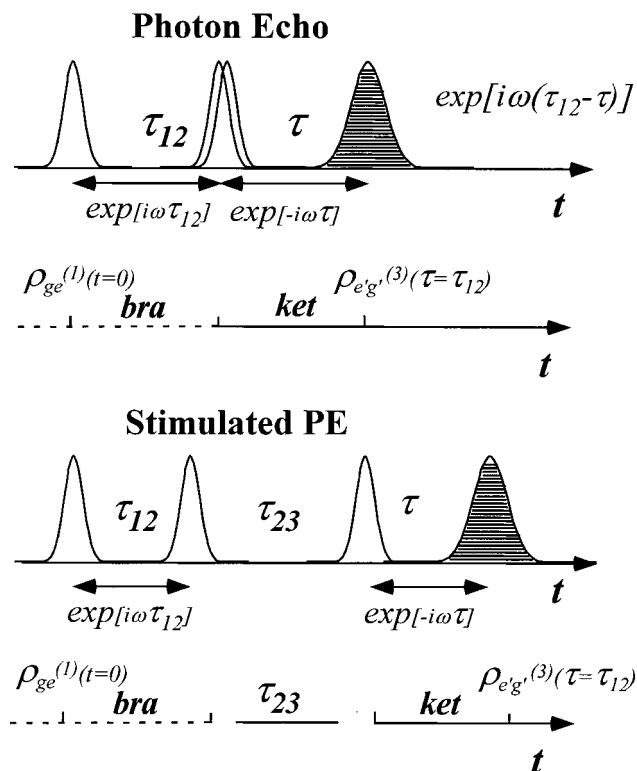 Photon Echo
τ12 τ exp[iω(τ12-τ)]
exp[iωτ12] exp[-iωτ] t
ρge(1)(t=0) bra ket ρe'g'(3)(τ=τ12)
t
Stimulated PE
τ12 τ23 τ
exp[iωτ12] exp[-iωτ] t
ρge(1)(t=0) bra τ23 ket ρe'g'(3)(τ=τ12)
t